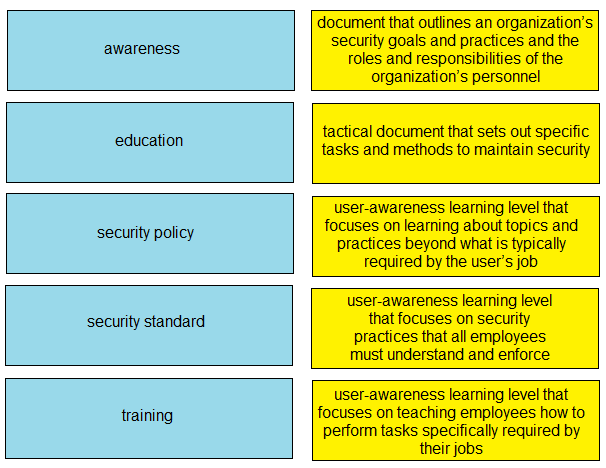 awareness
document that outlines an organization’s
security goals and practices and the
roles and responsibilities of the
organization’s personnel
education
tactical document that sets out specific
tasks and methods to maintain security
security policy
user-awareness learning level that
focuses on learning about topics and
practices beyond what is typically
required by the user’s job
security standard
user-awareness learning level
that focuses on security
practices that all employees
must understand and enforce
training
user-awareness learning level that
focuses on teaching employees how to
perform tasks specifically required by
their jobs